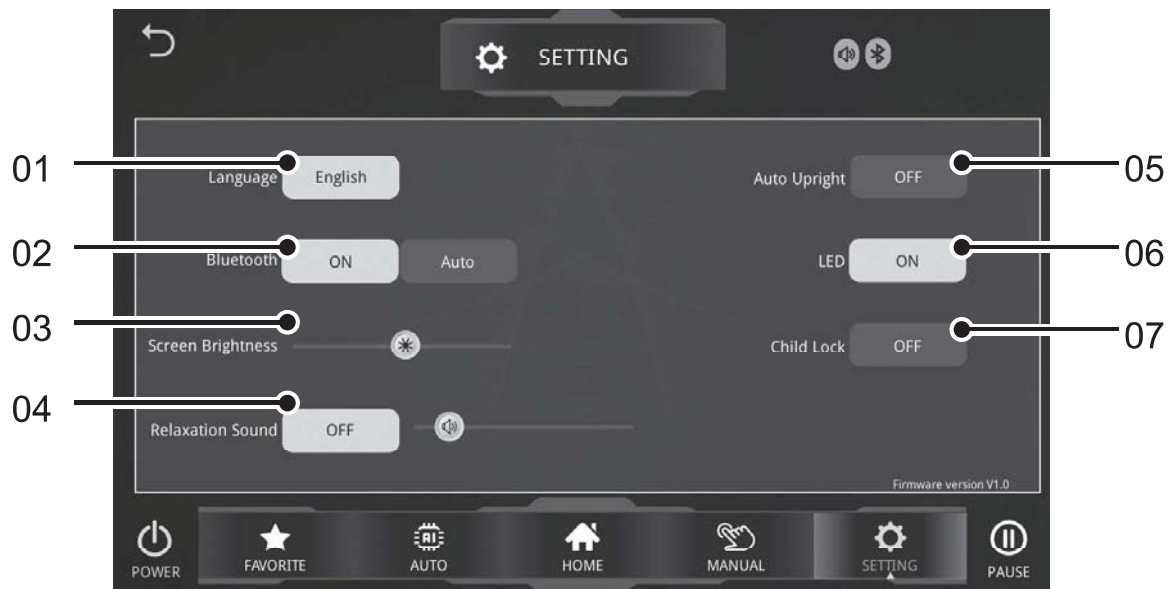 SETTING
01
Language
English
Auto Upright
OFF
05
02
Bluetooth
ON
Auto
LED
ON
06
03
Screen Brightness
Child Lock
OFF
07
04
Relaxation Sound
OFF
Firmware version V1.0
POWER
FAVORITE
AI
AUTO
HOME
MANUAL
SETTING
PAUSE